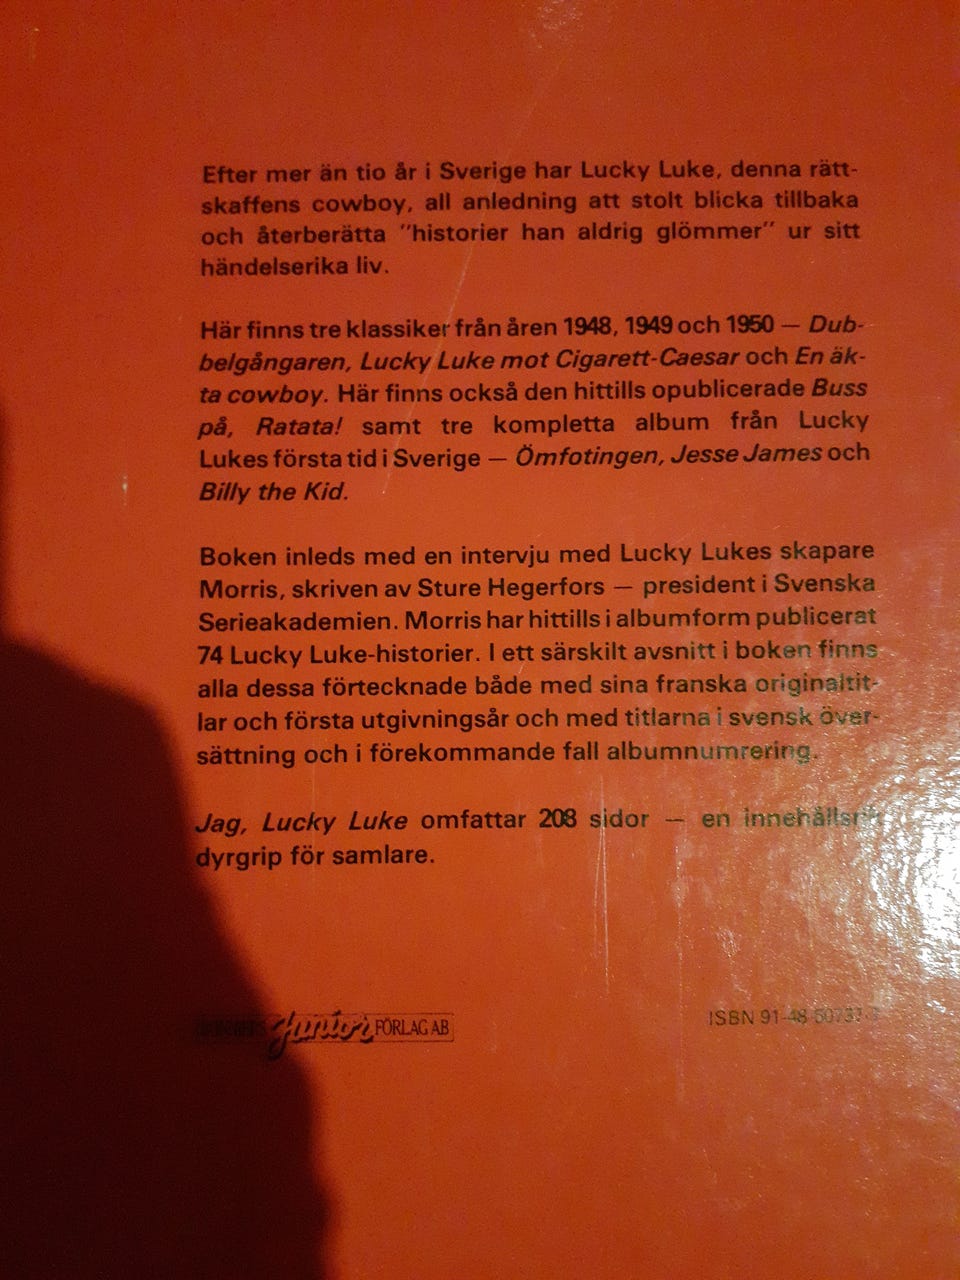 Efter mer än tio år i Sverige har Lucky Luke, denna rätt-
skaffens cowboy, all anledning att stolt blicka tillbaka
och återberätta "historier han aldrig glömmer" ur sitt
händelserika liv.
Här finns tre klassiker från åren 1948, 1949 och 1950 — Dub-
belgångaren, Lucky Luke mot Cigarett-Caesar och En äk-
ta cowboy. Här finns också den hittills opublicerade Buss
på, Ratata! samt tre kompletta album från Lucky
Lukes första tid i Sverige — Ömfotingen, Jesse James och
Billy the Kid.
Boken inleds med en intervju med Lucky Lukes skapare
Morris, skriven av Sture Hegerfors — president i Svenska
Serieakademien. Morris har hittills i albumform publicerat
74 Lucky Luke-historier. I ett särskilt avsnitt i boken finns
alla dessa förtecknade både med sina franska originaltit-
lar och första utgivningsår och med titlarna i svensk över-
sättning och i förekommande fall albumnumrering.
Jag, Lucky Luke omfattar 208 sidor — en
dyrgrip för samlare.
Junior FÖRLAG AB
ISBN